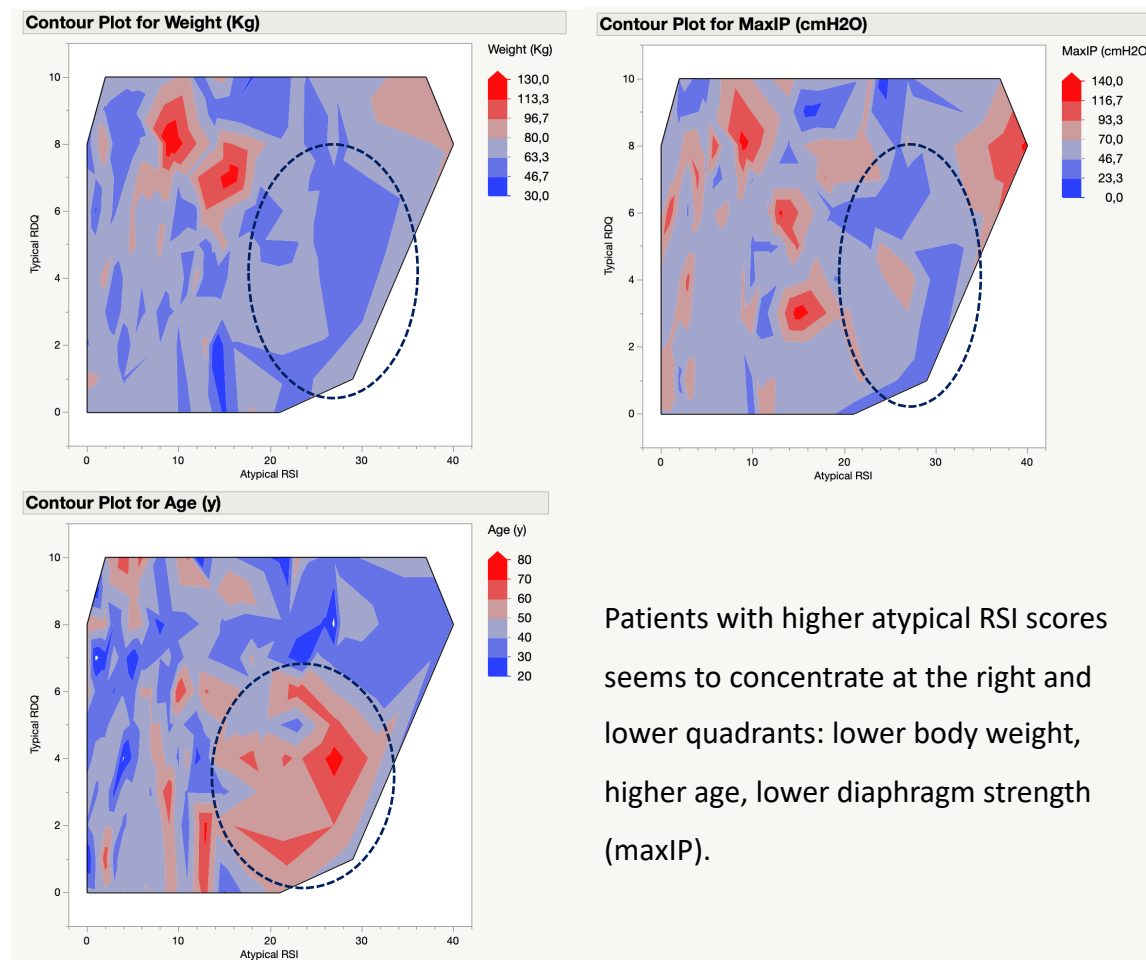 Contour Plot for Weight (Kg)
Weight (Kg)
130,0
113,3
96,7
80,0
63,3
46,7
30,0
Typical RDQ
10
8
6
4
2
0
0 10 20 30 40
Atypical RSI
Contour Plot for MaxIP (cmH2O)
MaxIP (cmH2O)
140,0
116,7
93,3
70,0
46,7
23,3
0,0
Typical RDQ
10
8
6
4
2
0
0 10 20 30 40
Atypical RSI
Contour Plot for Age (y)
Age (y)
80
70
60
50
40
30
20
Typical RDQ
10
8
6
4
2
0
0 10 20 30 40
Atypical RSI
Patients with higher atypical RSI scores
seems to concentrate at the right and
lower quadrants: lower body weight,
higher age, lower diaphragm strength
(maxIP).